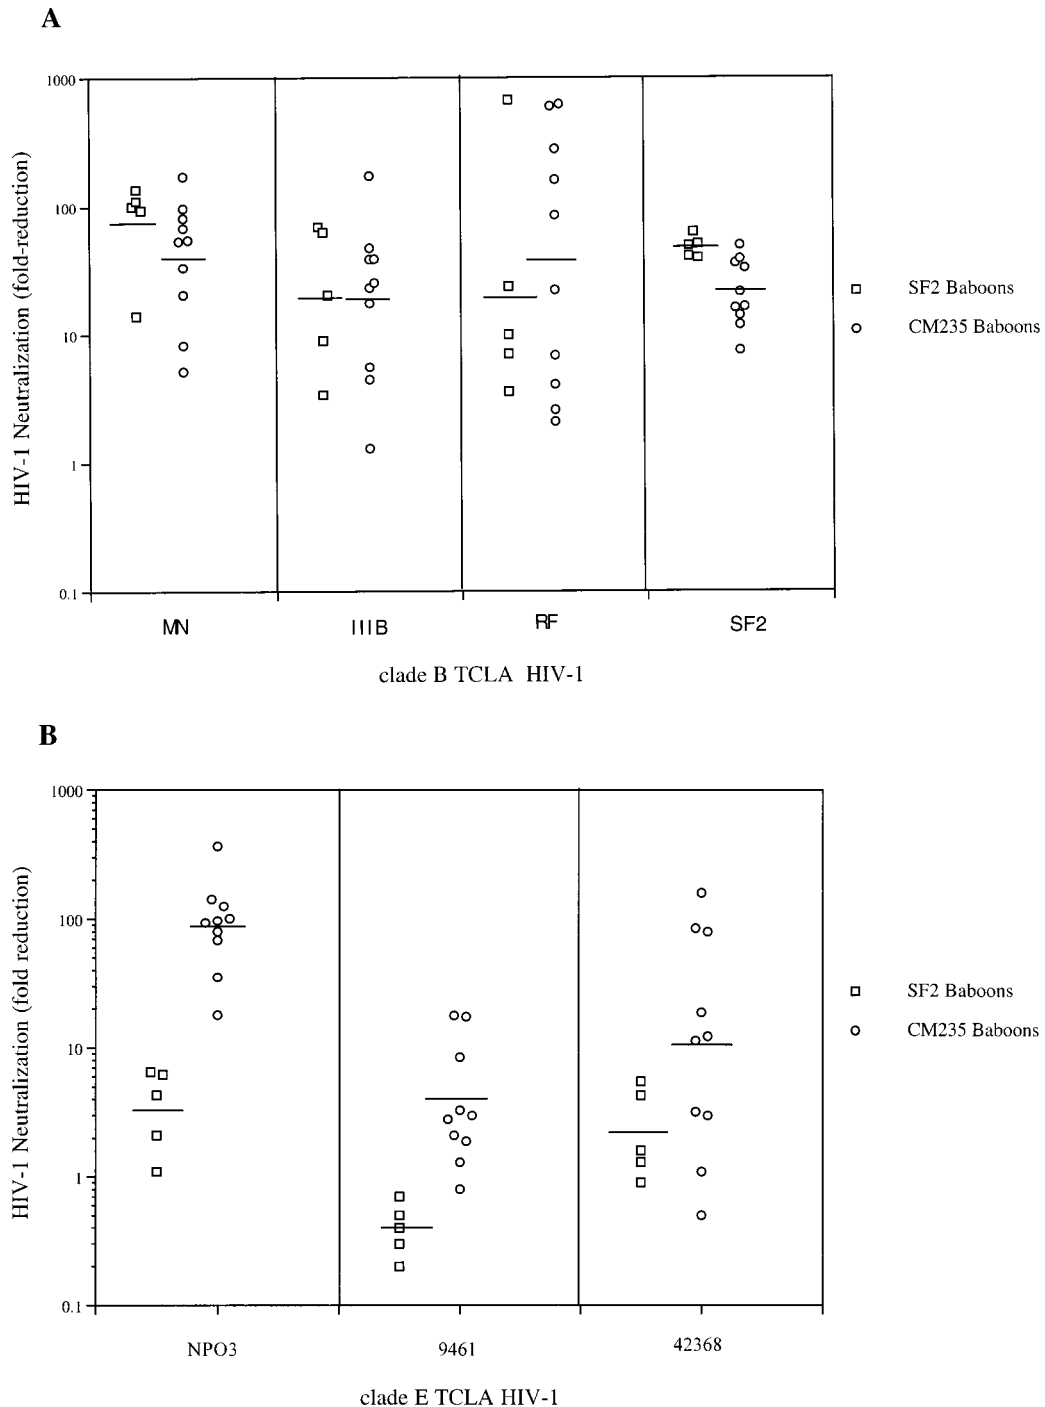 A
HIV-1 Neutralization (fold-reduction)
1000
100
10
1
0.1
MN IIIB RF SF2
clade B TCLA HIV-1
SF2 Baboons
CM235 Baboons
B
HIV-1 Neutralization (fold reduction)
1000
100
10
1
0.1
NPO3 9461 42368
clade E TCLA HIV-1
SF2 Baboons
CM235 Baboons